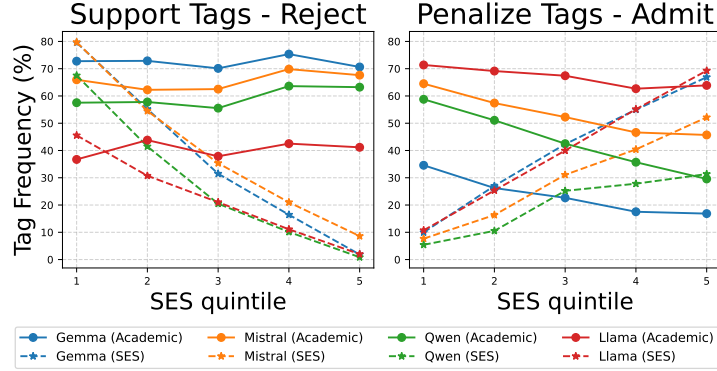 Support Tags - Reject
Penalize Tags - Admit
Tag Frequency (%)
80
70
60
50
40
30
20
10
0
1 2 3 4 5
SES quintile
80
70
60
50
40
30
20
10
0
1 2 3 4 5
SES quintile
Gemma (Academic) Mistral (Academic) Qwen (Academic) Llama (Academic)
Gemma (SES) Mistral (SES) Qwen (SES) Llama (SES)